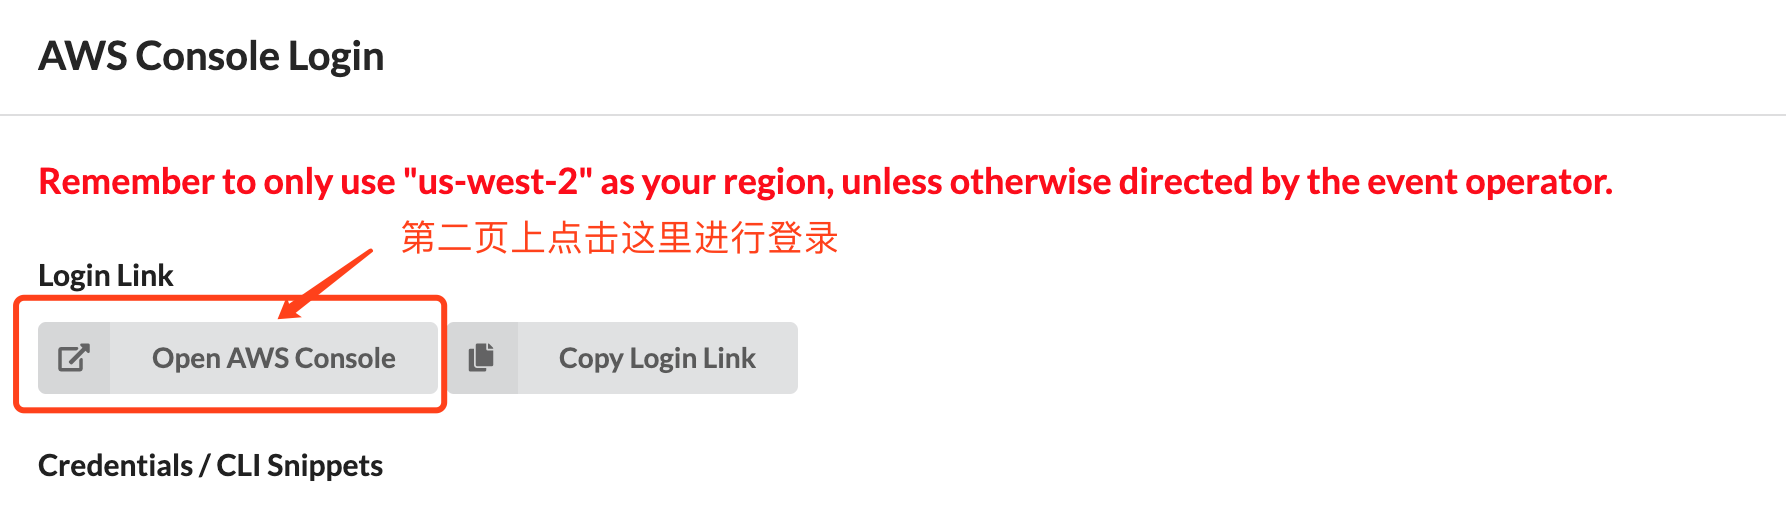 AWS Console Login
Remember to only use "us-west-2" as your region, unless otherwise directed by the event operator.
第二页上点击这里进行登录
Login Link
Open AWS Console
Copy Login Link
Credentials / CLI Snippets